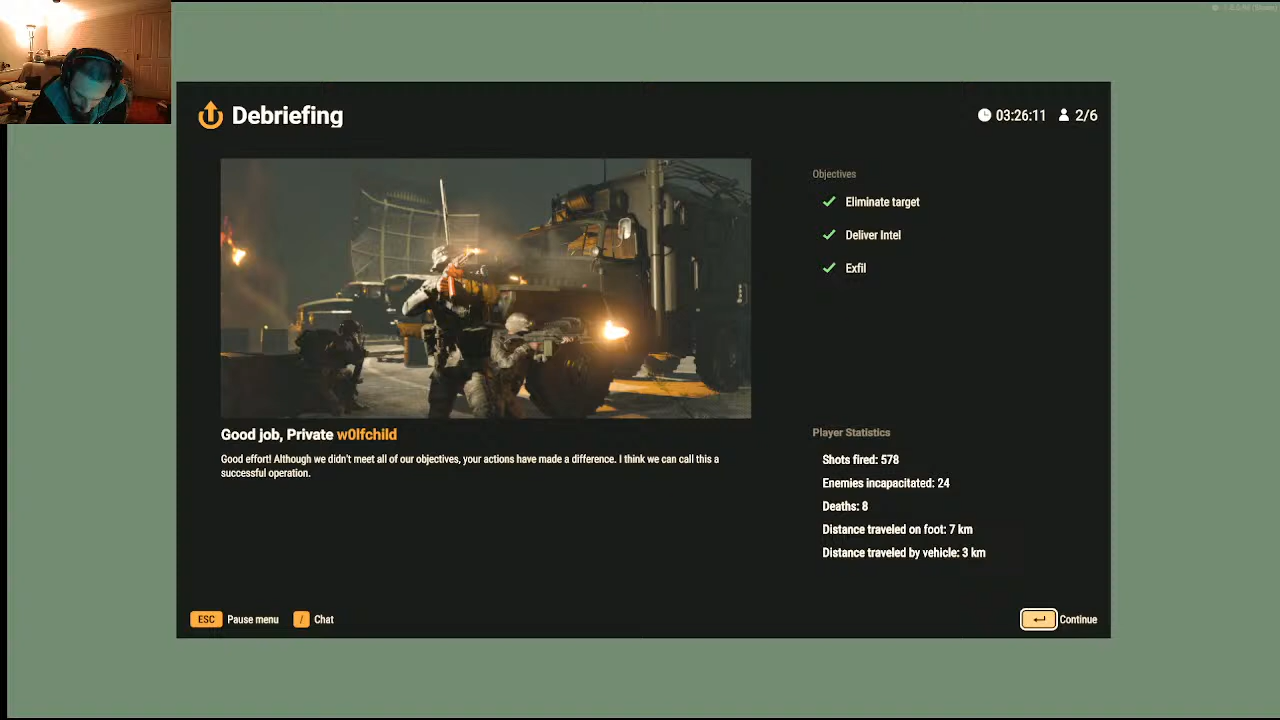 Debriefing
03:26:11 2/6
Objectives
Eliminate target
Deliver Intel
Exfil
Good job, Private w0lfchild
Good effort! Although we didn't meet all of our objectives, your actions have made a difference. I think we can call this a
successful operation.
Player Statistics
Shots fired: 578
Enemies incapacitated: 24
Deaths: 8
Distance traveled on foot: 7 km
Distance traveled by vehicle: 3 km
ESC Pause menu / Chat
Continue